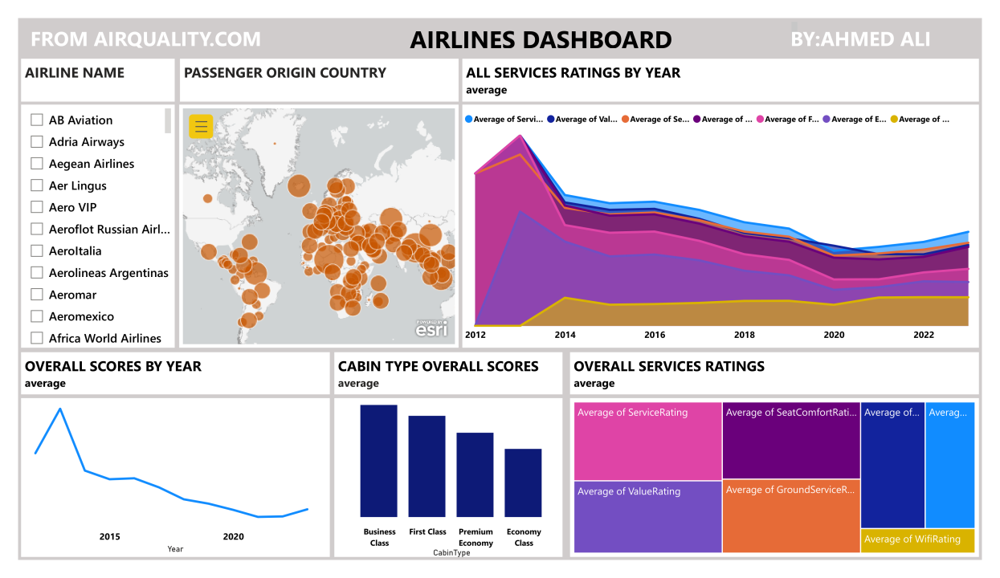 FROM AIRQUALITY.COM
AIRLINES DASHBOARD
BY:AHMED ALI
AIRLINE NAME
AB Aviation
Adria Airways
Aegean Airlines
Aer Lingus
Aero VIP
Aeroflot Russian Airl...
AeroItalia
Aerolineas Argentinas
Aeromar
Aeromexico
Africa World Airlines
PASSENGER ORIGIN COUNTRY
POWERED BY
esri
ALL SERVICES RATINGS BY YEAR
average
Average of Servi... Average of Val... Average of Se... Average of ... Average of F... Average of E... Average of ...
2012 2014 2016 2018 2020 2022
OVERALL SCORES BY YEAR
average
2015 2020
Year
CABIN TYPE OVERALL SCORES
average
Business Class
First Class
Premium Economy
Economy Class
CabinType
OVERALL SERVICES RATINGS
average
Average of ServiceRating
Average of SeatComfortRati...
Average of...
Averag...
Average of ValueRating
Average of GroundServiceR...
Average of WifiRating